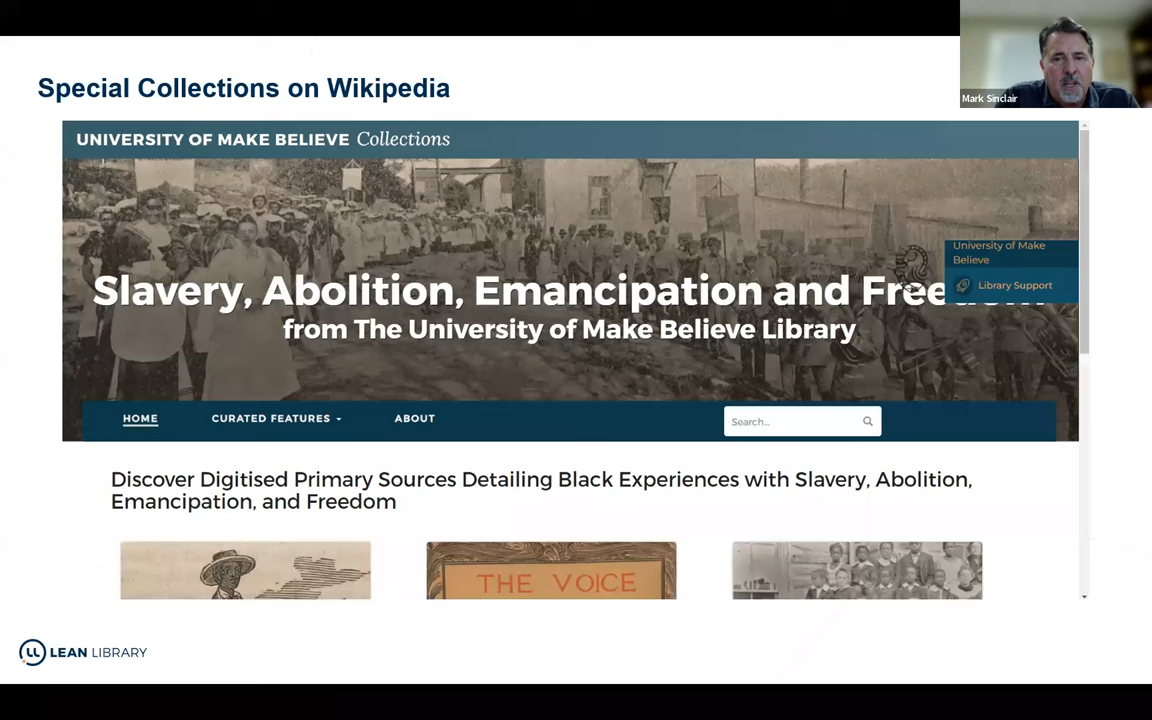 Mark Sinclair
Special Collections on Wikipedia
UNIVERSITY OF MAKE BELIEVE Collections
University of Make
Believe
Library Support
Slavery, Abolition, Emancipation and
from The University of Make Believe Library
HOME
CURATED FEATURES
ABOUT
Search...
Discover Digitised Primary Sources Detailing Black Experiences with Slavery, Abolition,
Emancipation, and Freedom
THE VOICE
LL LEAN LIBRARY